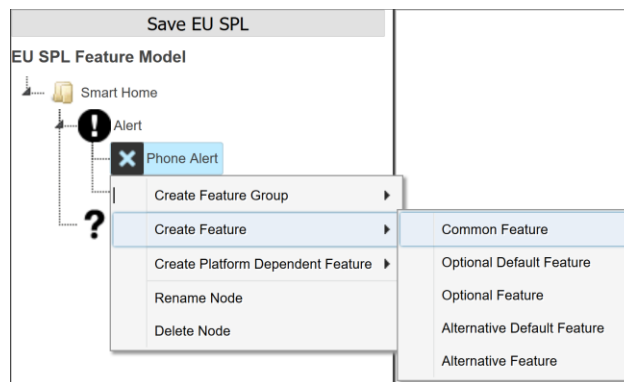 Save EU SPL
EU SPL Feature Model
Smart Home
Alert
Phone Alert
Create Feature Group
?
Create Feature
Common Feature
Create Platform Dependent Feature
Optional Default Feature
Rename Node
Optional Feature
Delete Node
Alternative Default Feature
Alternative Feature